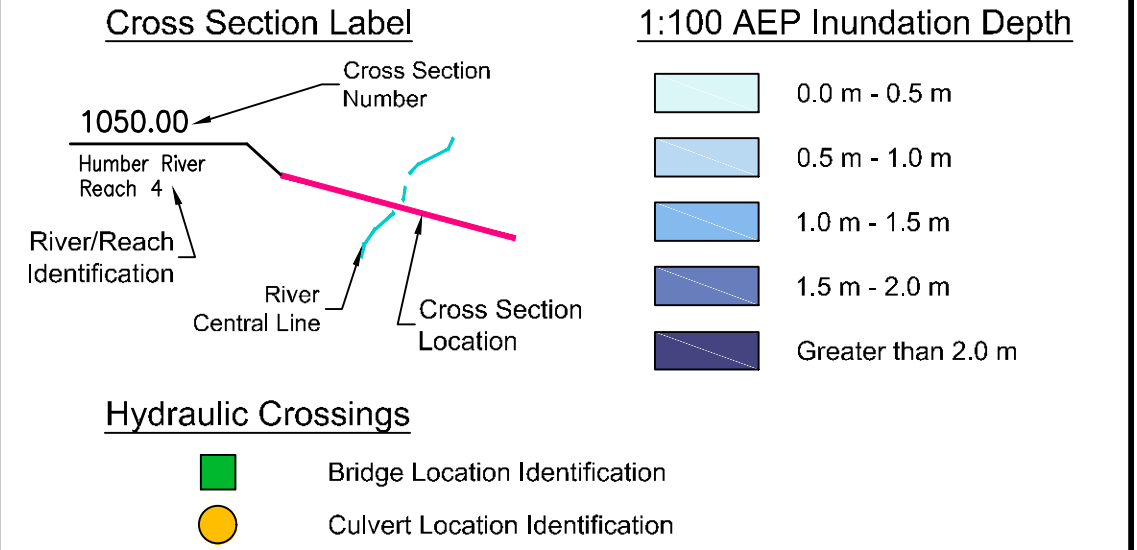 Cross Section Label
Cross Section
Number
1050.00
Humber River
Reach 4
River/Reach
Identification
River
Central Line
Cross Section
Location
1:100 AEP Inundation Depth
0.0 m - 0.5 m
0.5 m - 1.0 m
1.0 m - 1.5 m
1.5 m - 2.0 m
Greater than 2.0 m
Hydraulic Crossings
Bridge Location Identification
Culvert Location Identification